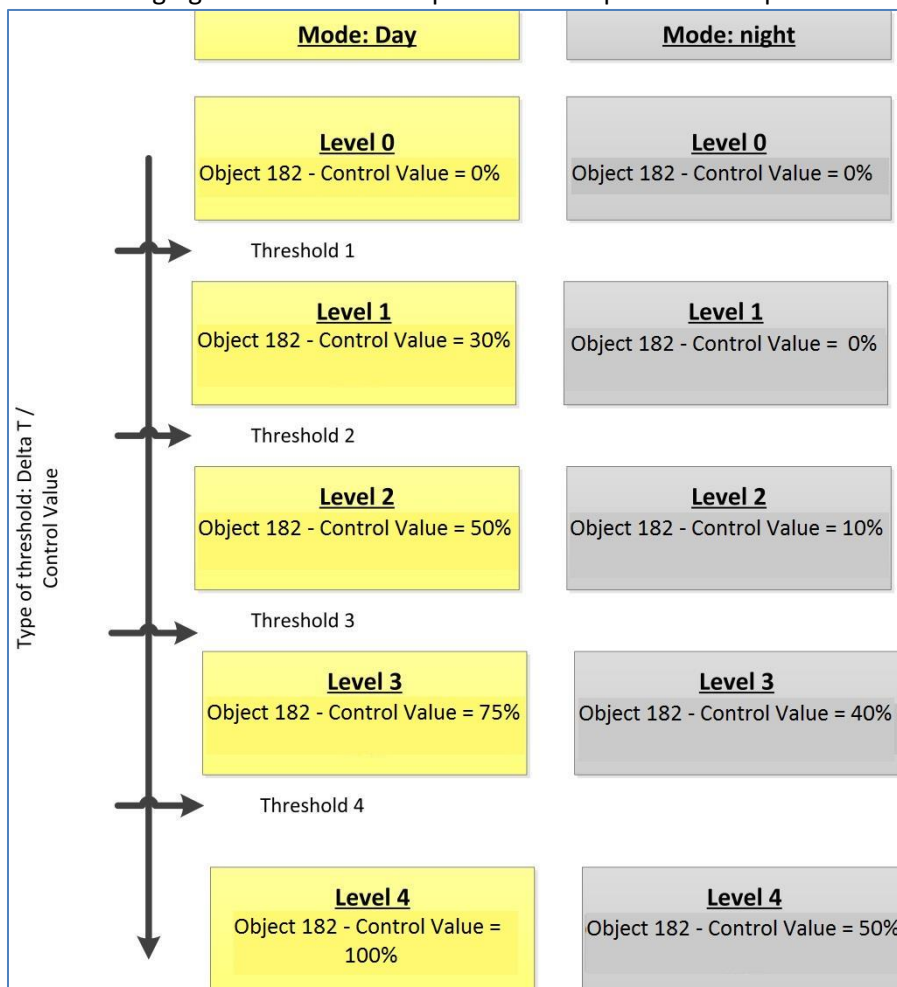 Mode: Day
Mode: night
Level 0
Object 182 - Control Value = 0%
Level 0
Object 182 - Control Value = 0%
Threshold 1
Level 1
Object 182 - Control Value = 30%
Level 1
Object 182 - Control Value = 0%
Threshold 2
Type of threshold: Delta T /
Control Value
Level 2
Object 182 - Control Value = 50%
Level 2
Object 182 - Control Value = 10%
Threshold 3
Level 3
Object 182 - Control Value = 75%
Level 3
Object 182 - Control Value = 40%
Threshold 4
Level 4
Object 182 - Control Value =
100%
Level 4
Object 182 - Control Value = 50%